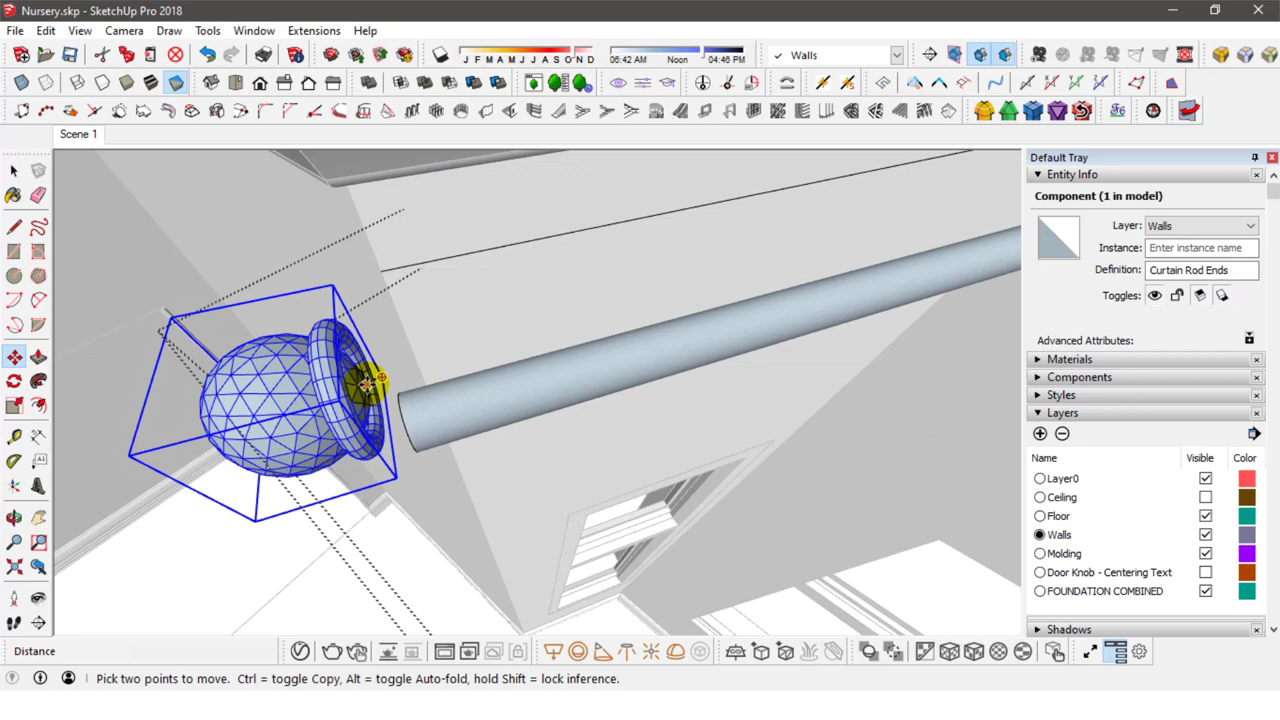 Nursery.skp - SketchUp Pro 2018
File Edit View Camera Draw Tools Window Extensions Help
J F M A M J J A S O N D
06:42 AM Noon 04:46 PM
Walls
Scene 1
Default Tray
Entity Info
Component (1 in model)
Layer: Walls
Instance: Enter instance name
Definition: Curtain Rod Ends
Toggles:
Advanced Attributes:
Materials
Components
Styles
Layers
Name Visible Color
Layer0
Ceiling
Floor
Walls
Molding
Door Knob - Centering Text
FOUNDATION COMBINED
Shadows
Distance
Pick two points to move. Ctrl = toggle Copy, Alt = toggle Auto-fold, hold Shift = lock inference.